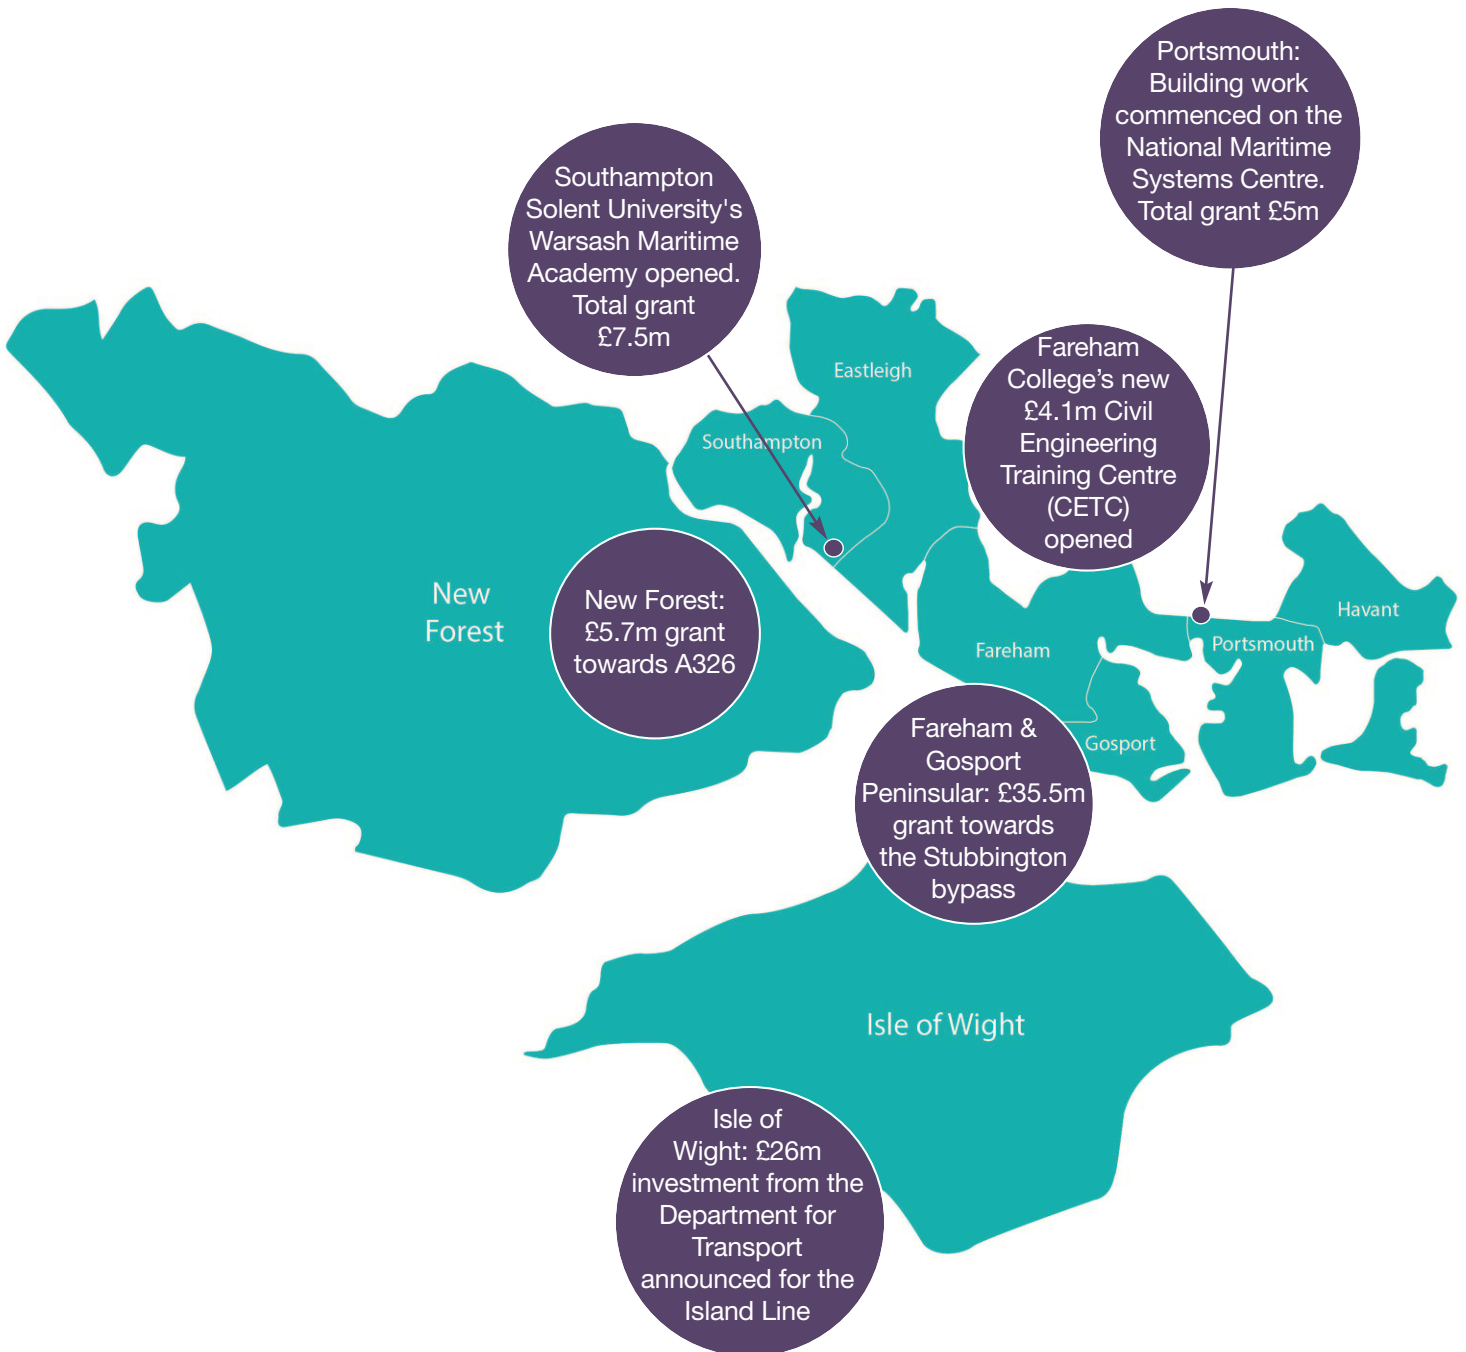 Portsmouth:
Building work
commenced on the
National Maritime
Systems Centre.
Total grant £5m
Southampton
Solent University's
Warsash Maritime
Academy opened.
Total grant
£7.5m
Eastleigh
Fareham
College’s new
£4.1m Civil
Engineering
Training Centre
(CETC)
opened
Southampton
New
Forest
New Forest:
£5.7m grant
towards A326
Havant
Portsmouth
Fareham
Gosport
Fareham &
Gosport
Peninsular: £35.5m
grant towards
the Stubbington
bypass
Isle of Wight
Isle of
Wight: £26m
investment from the
Department for
Transport
announced for the
Island Line